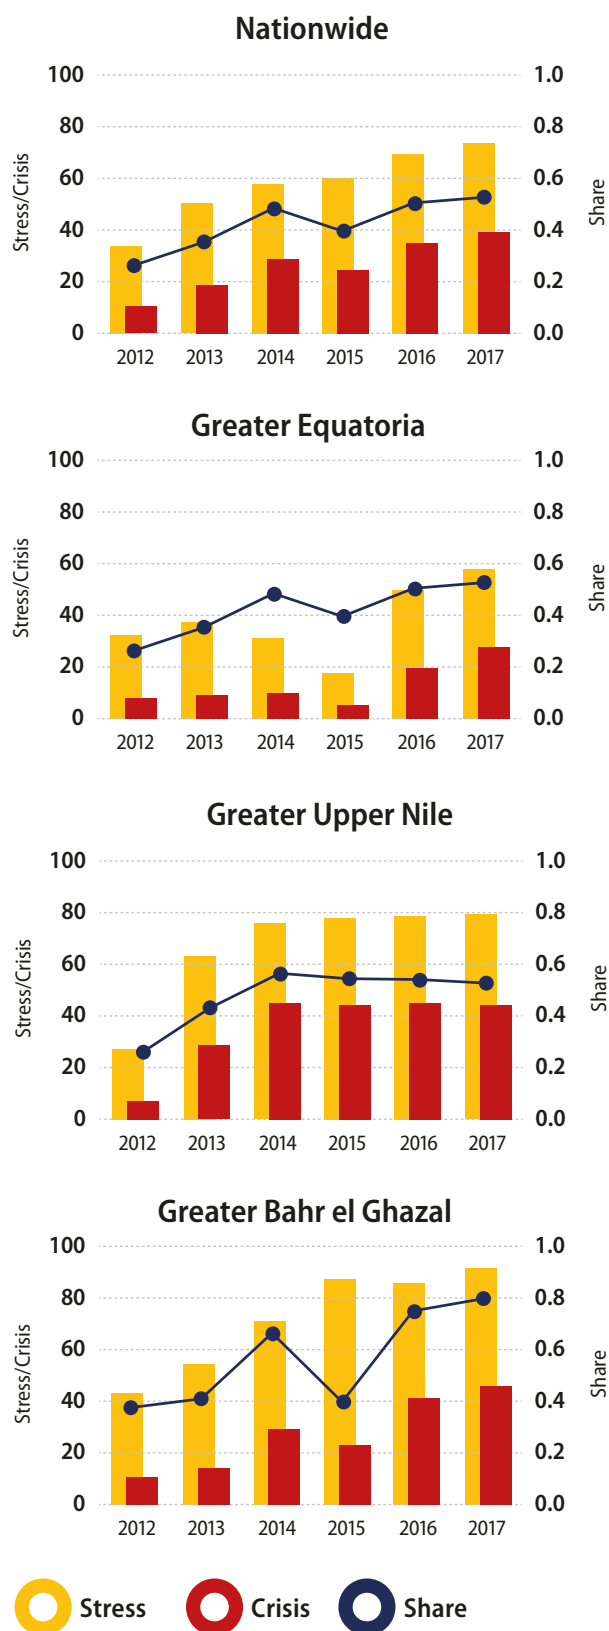 Nationwide
100 1.0
80 0.8
60 0.6
40 0.4
20 0.2
0 0.0
Stress/Crisis
Share
2012 2013 2014 2015 2016 2017
Greater Equatoria
100 1.0
80 0.8
60 0.6
40 0.4
20 0.2
0 0.0
Stress/Crisis
Share
2012 2013 2014 2015 2016 2017
Greater Upper Nile
100 1.0
80 0.8
60 0.6
40 0.4
20 0.2
0 0.0
Stress/Crisis
Share
2012 2013 2014 2015 2016 2017
Greater Bahr el Ghazal
100 1.0
80 0.8
60 0.6
40 0.4
20 0.2
0 0.0
Stress/Crisis
Share
2012 2013 2014 2015 2016 2017
Stress Crisis Share